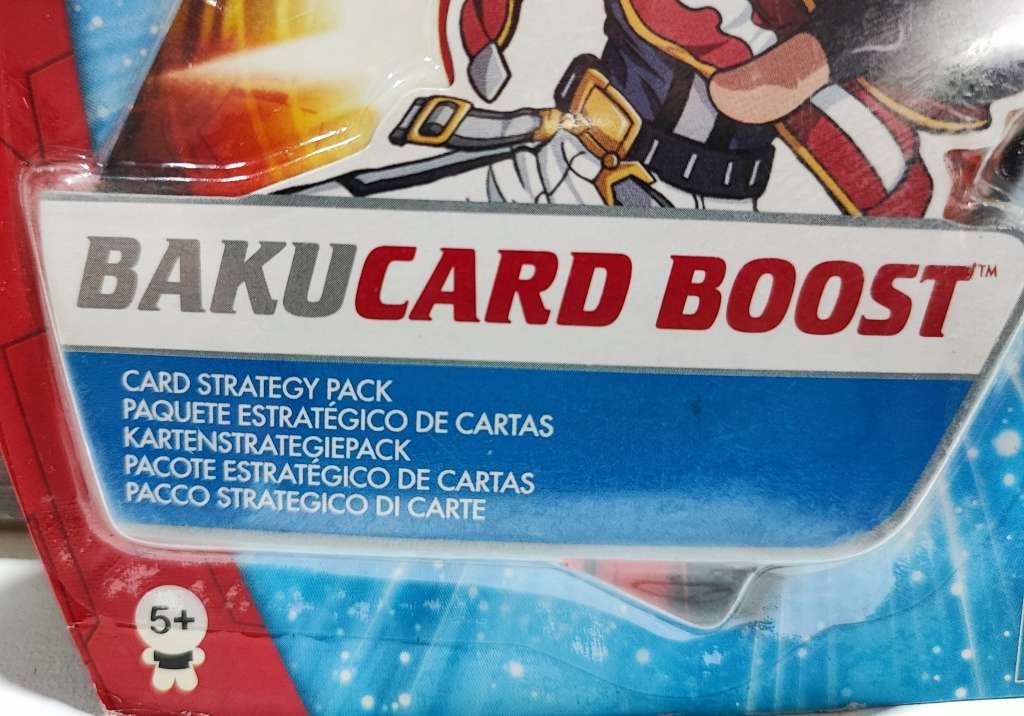 BAKUCARD BOOST™
CARD STRATEGY PACK
PAQUETE ESTRATÉGICO DE CARTAS
KARTENSTRATEGIEPACK
PACOTE ESTRATÉGICO DE CARTAS
PACCO STRATEGICO DI CARTE
5+